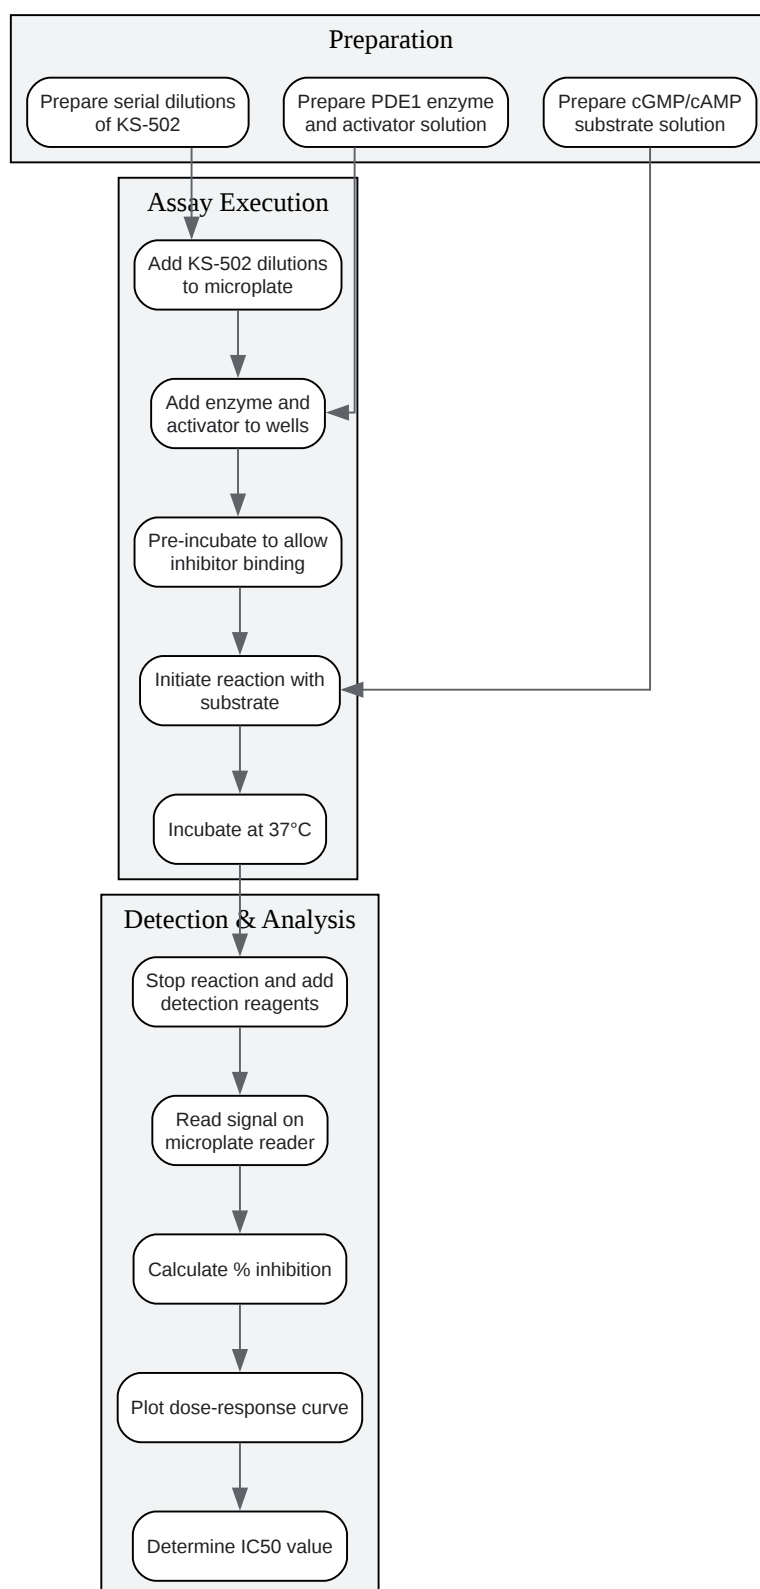 Preparation
Prepare serial dilutions
of KS-502
Prepare PDE1 enzyme
and activator solution
Prepare cGMP/cAMP
substrate solution
Assay Execution
Add KS-502 dilutions
to microplate
Add enzyme and
activator to wells
Pre-incubate to allow
inhibitor binding
Initiate reaction with
substrate
Incubate at 37°C
Detection & Analysis
Stop reaction and add
detection reagents
Read signal on
microplate reader
Calculate % inhibition
Plot dose-response curve
Determine IC50 value